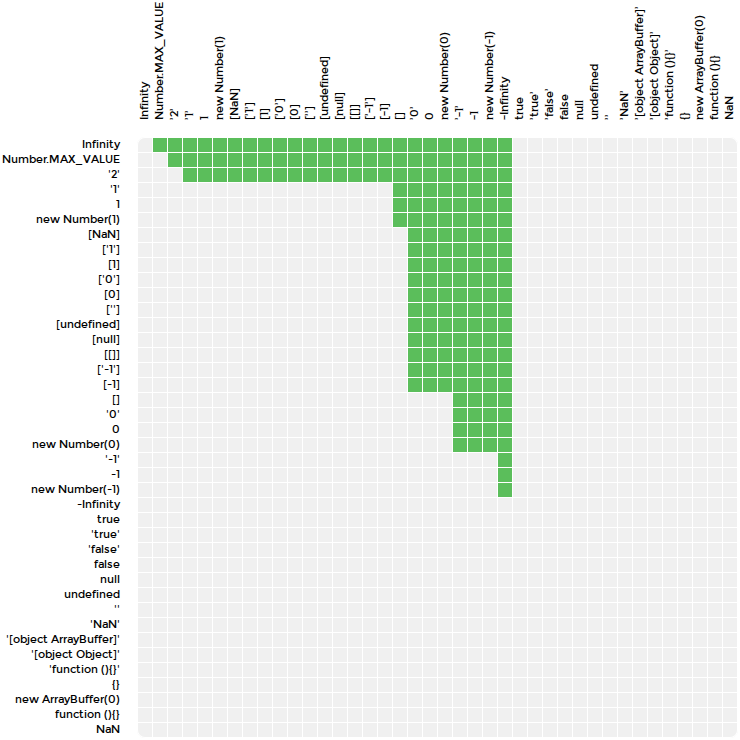 Infinity
Number.MAX_VALUE
'2'
'1'
1
new Number(1)
[NaN]
['1']
[1]
['0']
[0]
['']
[undefined]
[null]
[[]]
['-1']
[-1]
[]
'0'
0
new Number(0)
'-1'
-1
new Number(-1)
-Infinity
true
'true'
'false'
false
null
undefined
''
'NaN'
'[object ArrayBuffer]'
'[object Object]'
'function (){}'
{}
new ArrayBuffer(0)
function (){}
NaN
Infinity
Number.MAX_VALUE
'2'
'1'
1
new Number(1)
[NaN]
['1']
[1]
['0']
[0]
['']
[undefined]
[null]
[[]]
['-1']
[-1]
[]
'0'
0
new Number(0)
'-1'
-1
new Number(-1)
-Infinity
true
'true'
'false'
false
null
undefined
''
'NaN'
'[object ArrayBuffer]'
'[object Object]'
'function (){}'
{}
new ArrayBuffer(0)
function (){}
NaN